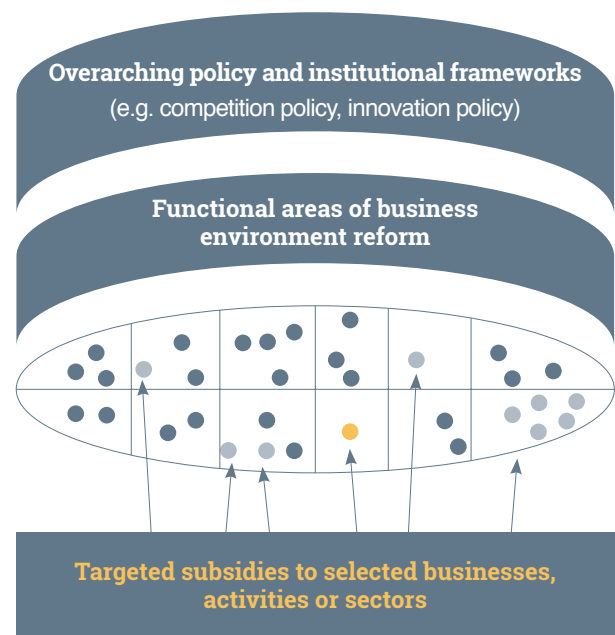 Overarching policy and institutional frameworks
(e.g. competition policy, innovation policy)
Functional areas of business
environment reform
Targeted subsidies to selected businesses,
activities or sectors